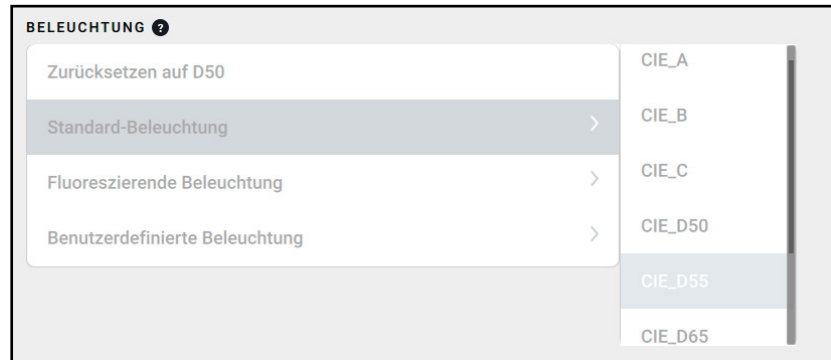 BELEUCHTUNG ?
Zurücksetzen auf D50
Standard-Beleuchtung
Fluoreszierende Beleuchtung
Benutzerdefinierte Beleuchtung
CIE_A
CIE_B
CIE_C
CIE_D50
CIE_D55
CIE_D65